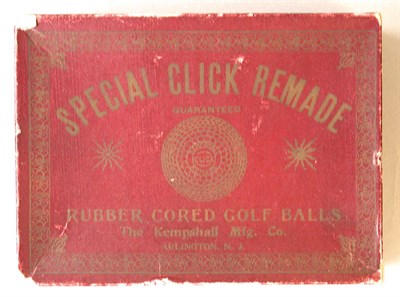 SPECIAL CLICK REMADE
GUARANTEED
RUBBER CORED GOLF BALLS
The Kempshall Mfg. Co.
ARLINGTON, N. J.